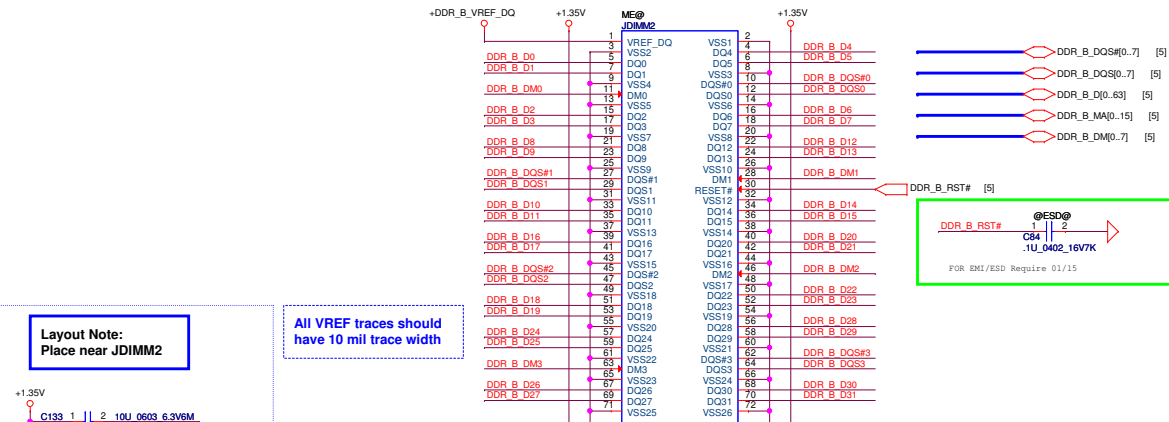 +DDR_B_VREF_DQ +1.35V ME@ +1.35V
JDIMM2
1 VREF_DQ VSS1 2
3 VSS2 DQ4 4 DDR_B_D4
DDR_B_D0 5 DQ0 DQ5 6 DDR_B_D5
DDR_B_D1 7 DQ1 VSS3 8
9 VSS4 DQS#0 10 DDR_B_DQS#0
DDR_B_DM0 11 DM0 DQS0 12 DDR_B_DQS0
13 VSS5 VSS6 14
DDR_B_D2 15 DQ2 DQ6 16 DDR_B_D6
DDR_B_D3 17 DQ3 DQ7 18 DDR_B_D7
19 VSS7 VSS8 20
DDR_B_D8 21 DQ8 DQ12 22 DDR_B_D12
DDR_B_D9 23 DQ9 DQ13 24 DDR_B_D13
25 VSS9 VSS10 26
DDR_B_DQS#1 27 DQS#1 DM1 28 DDR_B_DM1
DDR_B_DQS1 29 DQS1 RESET# 30
31 VSS11 VSS12 32
DDR_B_D10 33 DQ10 DQ14 34 DDR_B_D14
DDR_B_D11 35 DQ11 DQ15 36 DDR_B_D15
37 VSS13 VSS14 38
DDR_B_D16 39 DQ16 DQ20 40 DDR_B_D20
DDR_B_D17 41 DQ17 DQ21 42 DDR_B_D21
43 VSS15 VSS16 44
DDR_B_DQS#2 45 DQS#2 DM2 46 DDR_B_DM2
DDR_B_DQS2 47 DQS2 VSS17 48
49 VSS18 DQ22 50 DDR_B_D22
DDR_B_D18 51 DQ18 DQ23 52 DDR_B_D23
DDR_B_D19 53 DQ19 VSS19 54
55 VSS20 DQ28 56 DDR_B_D28
DDR_B_D24 57 DQ24 DQ29 58 DDR_B_D29
DDR_B_D25 59 DQ25 VSS21 60
61 VSS22 DQS#3 62 DDR_B_DQS#3
DDR_B_DM3 63 DM3 DQS3 64 DDR_B_DQS3
65 VSS23 VSS24 66
DDR_B_D26 67 DQ26 DQ30 68 DDR_B_D30
DDR_B_D27 69 DQ27 DQ31 70 DDR_B_D31
71 VSS25 VSS26 72
DDR_B_DQS#[0..7] [5]
DDR_B_DQS[0..7] [5]
DDR_B_D[0..63] [5]
DDR_B_MA[0..15] [5]
DDR_B_DM[0..7] [5]
DDR_B_RST# [5]
@ESD@
DDR_B_RST# 1 2
C84
.1U_0402_16V7K
FOR EMI/ESD Require 01/15
Layout Note:
Place near JDIMM2
All VREF traces should
have 10 mil trace width
+1.35V
C133 1 2 10U_0603_6.3V6M